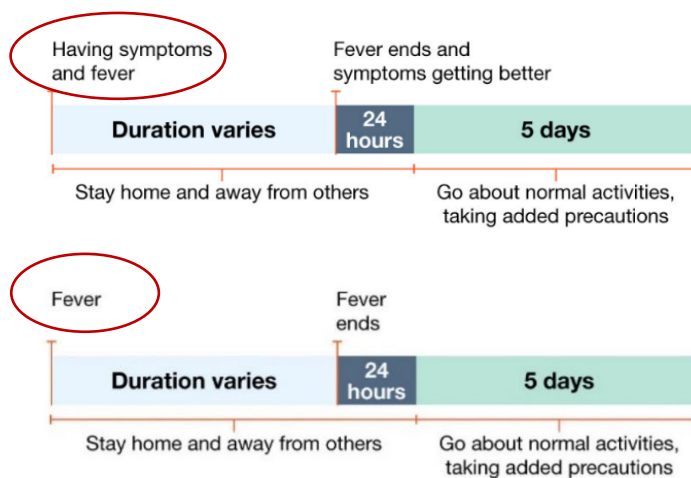 Having symptoms
and fever
Fever ends and
symptoms getting better
Duration varies
24
hours
5 days
Stay home and away from others
Go about normal activities,
taking added precautions
Fever
Fever
ends
Duration varies
24
hours
5 days
Stay home and away from others
Go about normal activities,
taking added precautions